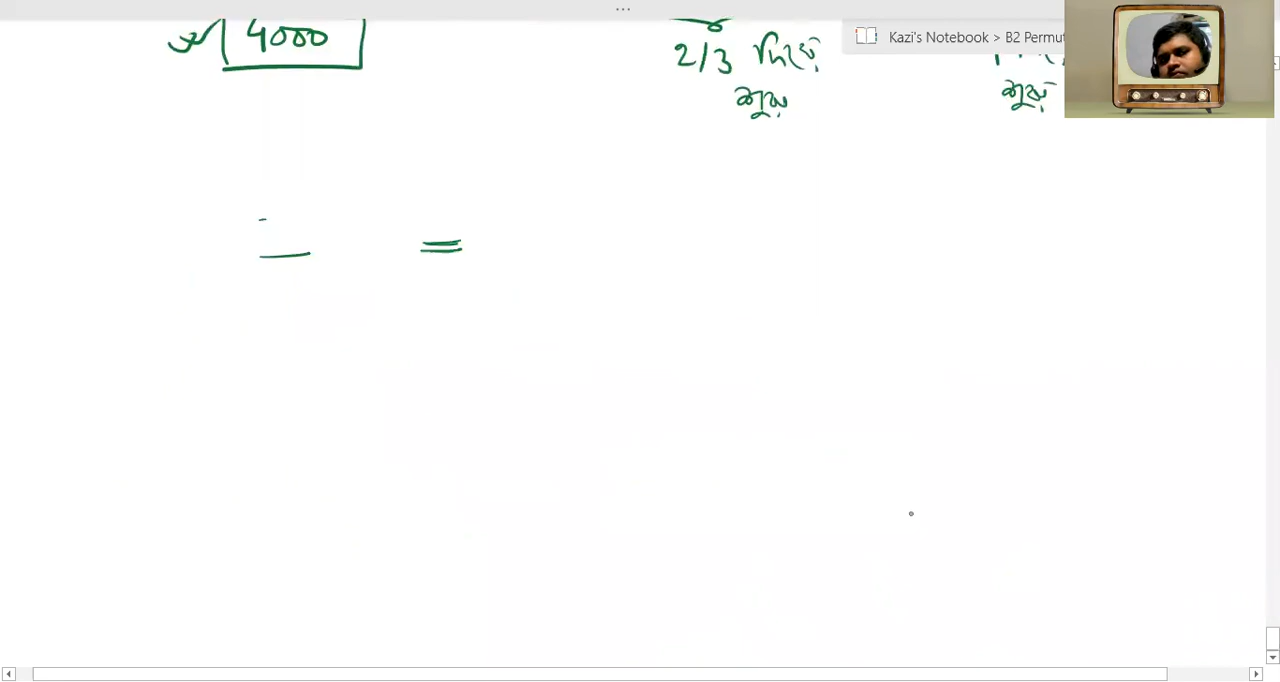 4000
2/3 দিয়ে
শুরু
শুরু
=
Kazi's Notebook > B2 Permut